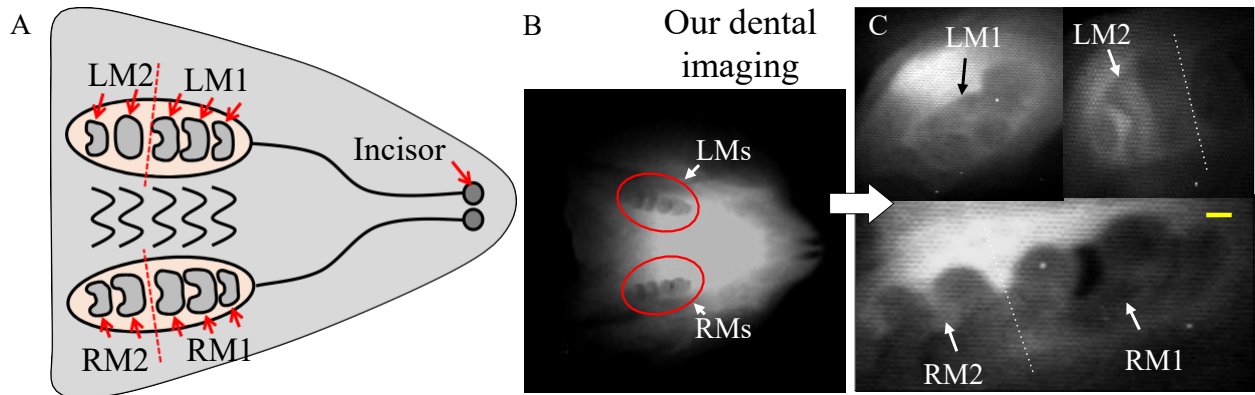 A
LM2
LM1
Incisor
RM2
RM1
B
Our dental
imaging
LMs
RMs
C
LM1
LM2
RM2
RM1